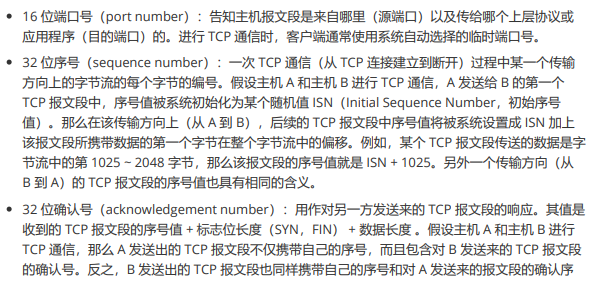 • 16 位端口号（port number）：告知主机报文段是来自哪里（源端口）以及传给哪个上层协议或
应用程序（目的端口）的。进行 TCP 通信时，客户端通常使用系统自动选择的临时端口号。
• 32 位序号（sequence number）：一次 TCP 通信（从 TCP 连接建立到断开）过程中某一个传输
方向上的字节流的每个字节的编号。假设主机 A 和主机 B 进行 TCP 通信，A 发送给 B 的第一个
TCP 报文段中，序号值被系统初始化为某个随机值 ISN（Initial Sequence Number，初始序号
值）。那么在该传输方向上（从 A 到 B），后续的 TCP 报文段中序号值将被系统设置成 ISN 加上
该报文段所携带数据的第一个字节在整个字节流中的偏移。例如，某个 TCP 报文段传送的数据是字
节流中的第 1025 ~ 2048 字节，那么该报文段的序号值就是 ISN + 1025。另外一个传输方向（从
B 到 A）的 TCP 报文段的序号值也具有相同的含义。
• 32 位确认号（acknowledgement number）：用作对另一方发送来的 TCP 报文段的响应。其值是
收到的 TCP 报文段的序号值 + 标志位长度（SYN，FIN） + 数据长度 。假设主机 A 和主机 B 进行
TCP 通信，那么 A 发送出的 TCP 报文段不仅携带自己的序号，而且包含对 B 发送来的 TCP 报文段
的确认号。反之，B 发送出的 TCP 报文段也同样携带自己的序号和对 A 发送来的报文段的确认序